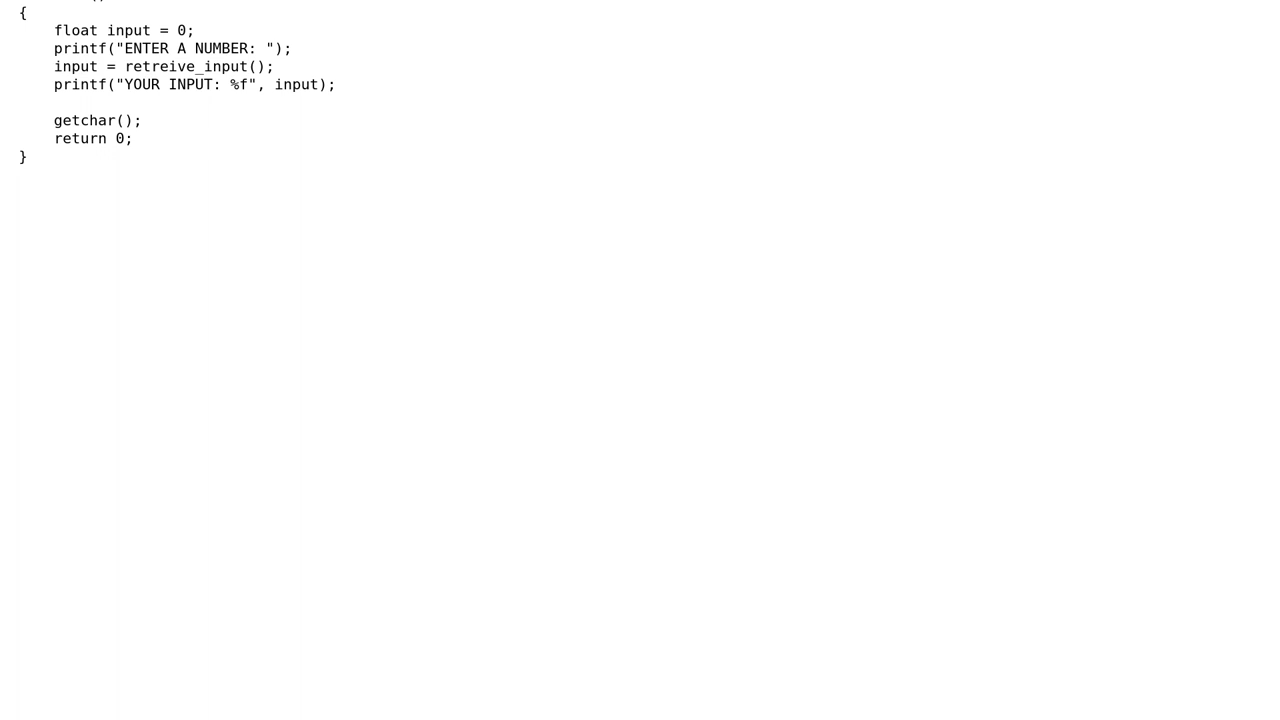 {
    float input = 0;
    printf("ENTER A NUMBER: ");
    input = retreive_input();
    printf("YOUR INPUT: %f", input);

    getchar();
    return 0;
}